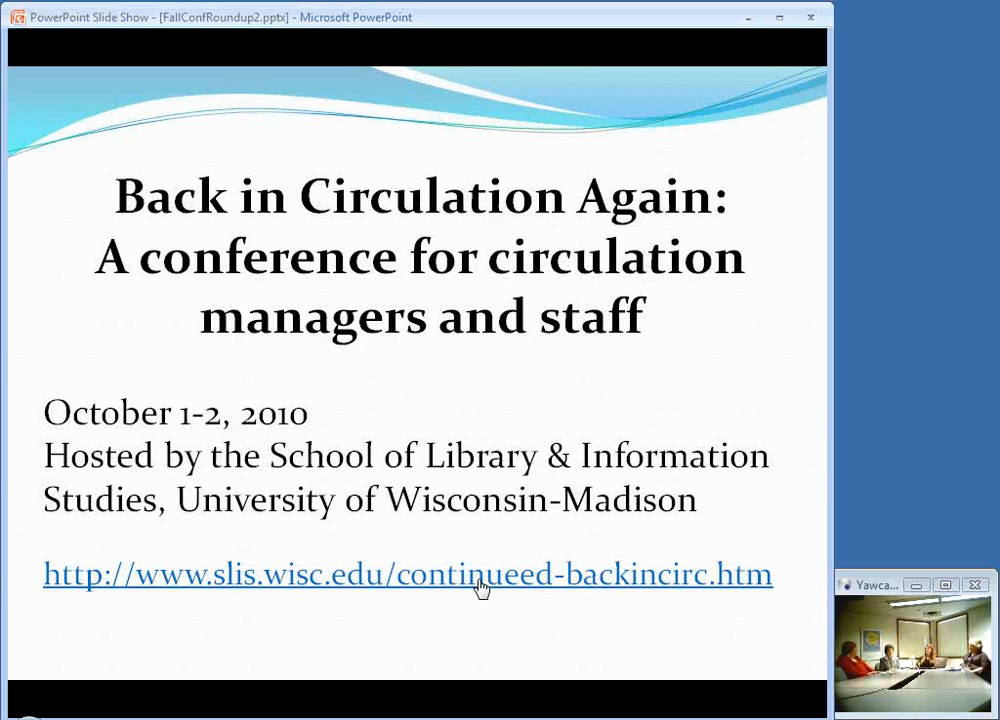 PowerPoint Slide Show - [FallConfRoundup2.pptx] - Microsoft PowerPoint
Back in Circulation Again:
A conference for circulation
managers and staff
October 1-2, 2010
Hosted by the School of Library & Information
Studies, University of Wisconsin-Madison
http://www.slis.wisc.edu/continueed-backincirc.htm
Yawca...